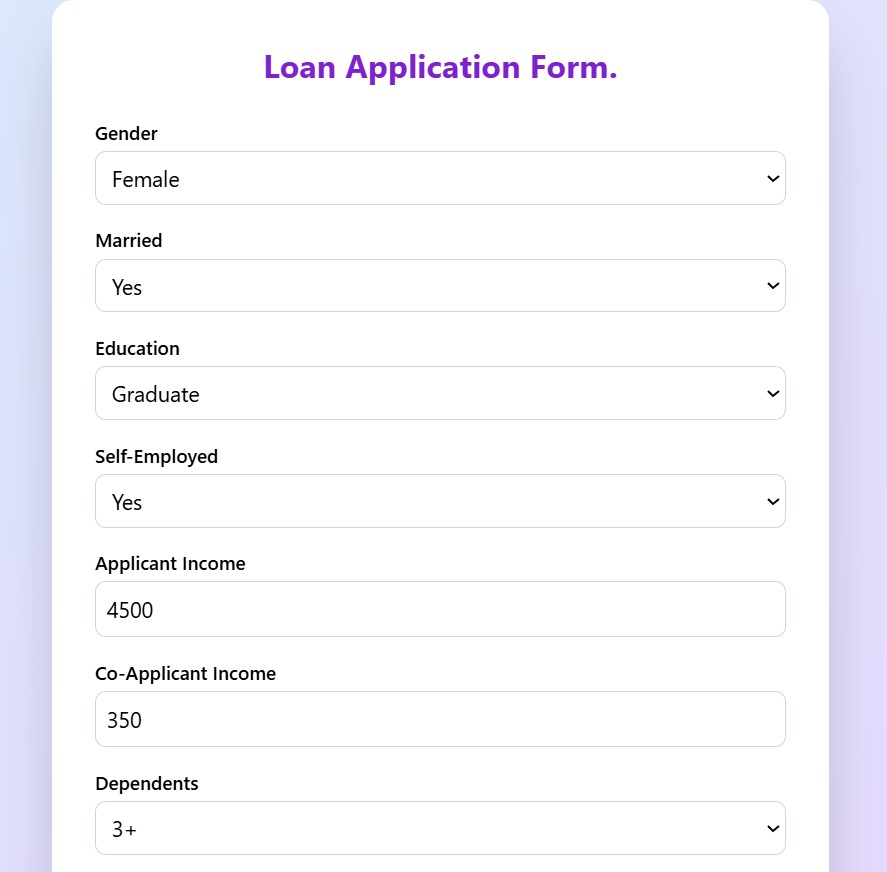 Loan Application Form.
Gender
Female
Married
Yes
Education
Graduate
Self-Employed
Yes
Applicant Income
4500
Co-Applicant Income
350
Dependents
3+